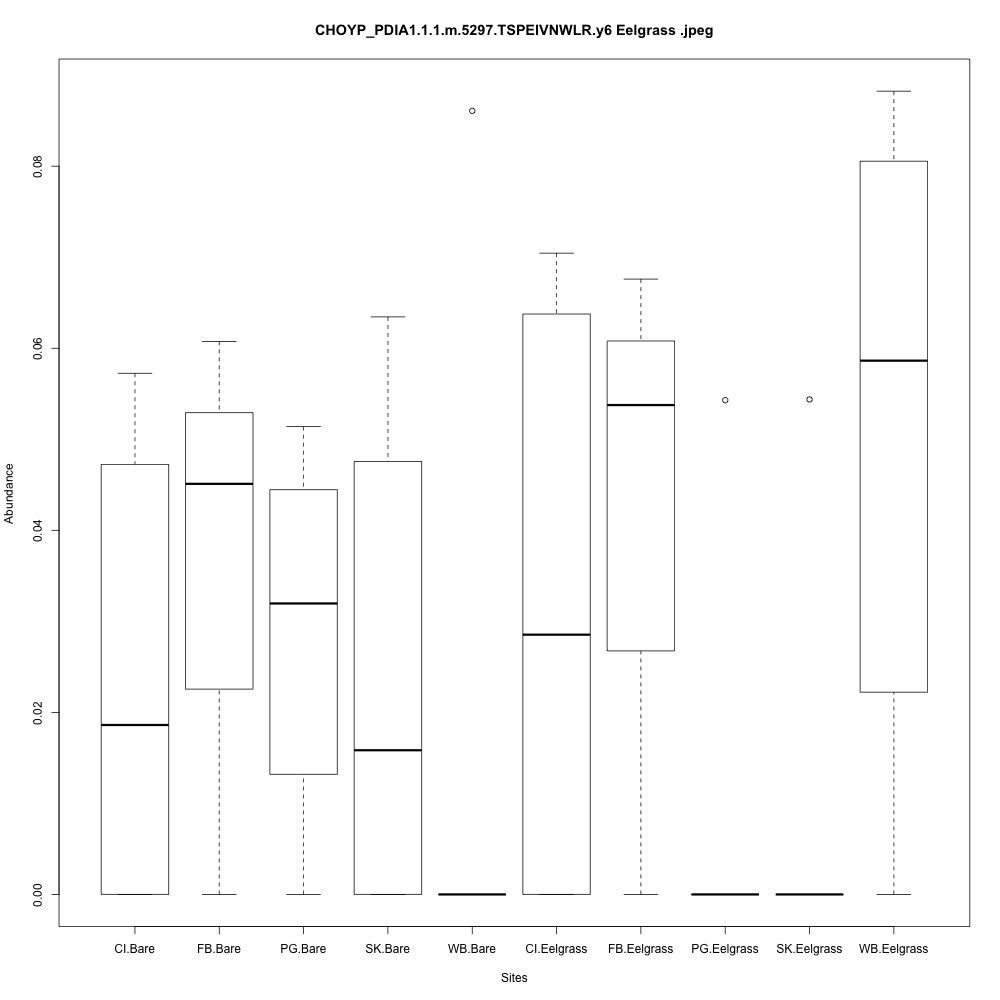 CHOYP_PDIA1.1.1.m.5297.TSPEIVNWLR.y6 Eelgrass .jpeg
Abundance
0.08
0.06
0.04
0.02
0.00
CI.Bare FB.Bare PG.Bare SK.Bare WB.Bare CI.Eelgrass FB.Eelgrass PG.Eelgrass SK.Eelgrass WB.Eelgrass
Sites